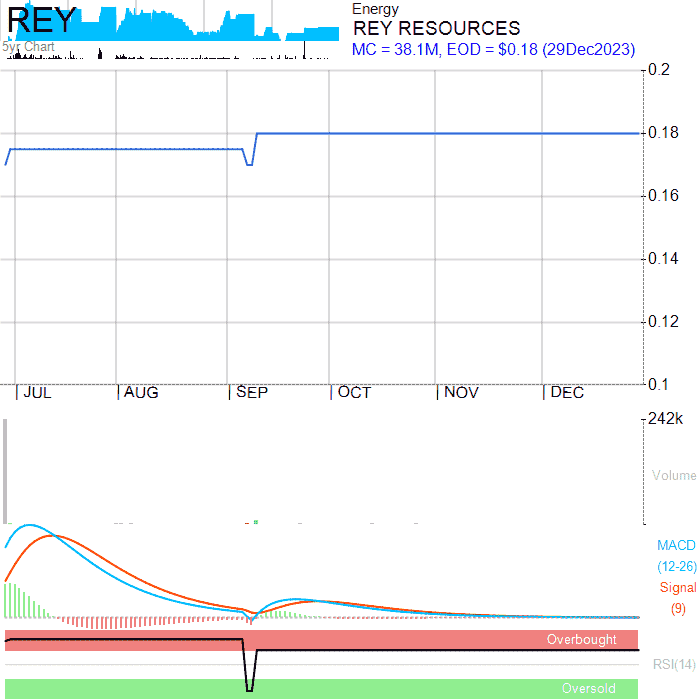 REY
5yr Chart
Energy
REY RESOURCES
MC = 38.1M, EOD = $0.18 (29Dec2023)
0.2
0.18
0.16
0.14
0.12
0.1
JUL
AUG
SEP
OCT
NOV
DEC
242k
Volume
MACD
(12-26)
Signal
(9)
Overbought
RSI(14)
Oversold